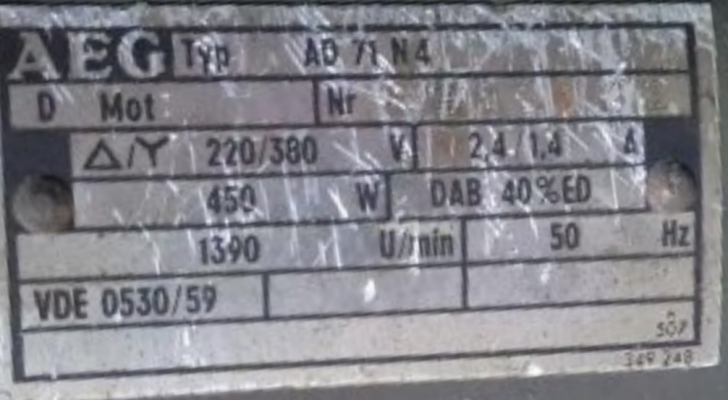 AEG Typ AD 71 N4
D Mot Nr
△/Y 220/380 V 2,4/1,4 A
450 W DAB 40%ED
1390 U/min 50 Hz
VDE 0530/59
507
349 248